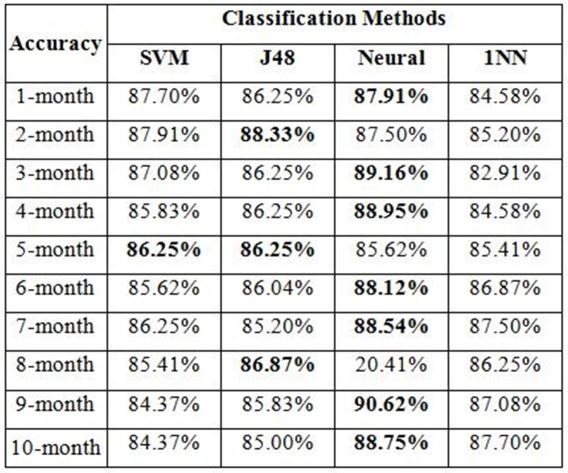 Accuracy Classification Methods
SVM J48 Neural 1NN
1-month 87.70% 86.25% 87.91% 84.58%
2-month 87.91% 88.33% 87.50% 85.20%
3-month 87.08% 86.25% 89.16% 82.91%
4-month 85.83% 86.25% 88.95% 84.58%
5-month 86.25% 86.25% 85.62% 85.41%
6-month 85.62% 86.04% 88.12% 86.87%
7-month 86.25% 85.20% 88.54% 87.50%
8-month 85.41% 86.87% 20.41% 86.25%
9-month 84.37% 85.83% 90.62% 87.08%
10-month 84.37% 85.00% 88.75% 87.70%